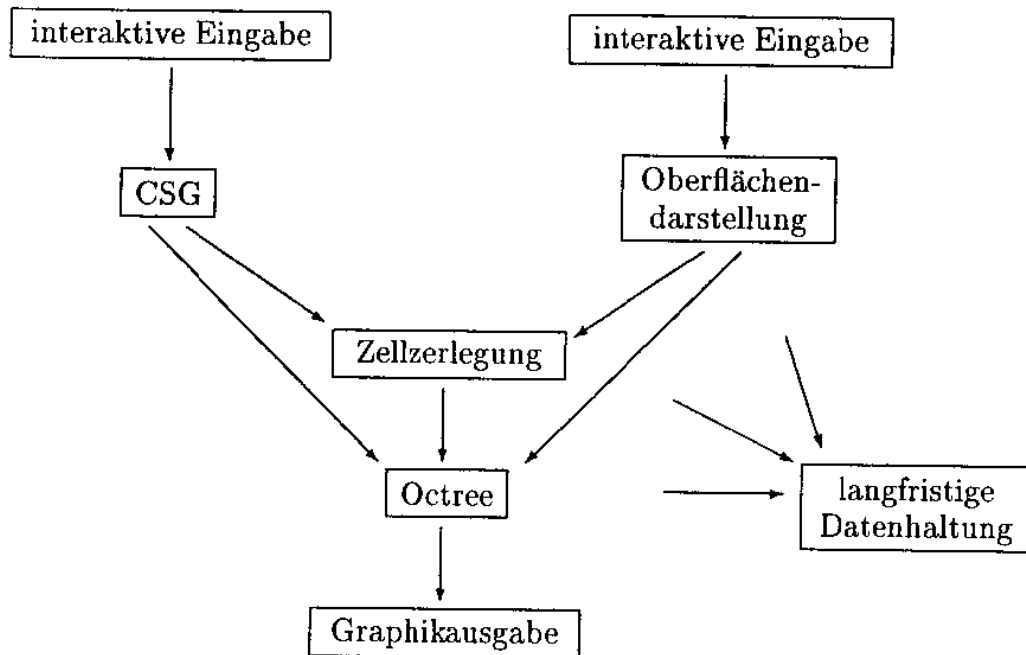 interaktive Eingabe
interaktive Eingabe
CSG
Oberflächen-
darstellung
Zellzerlegung
Octree
langfristige
Datenhaltung
Graphikausgabe